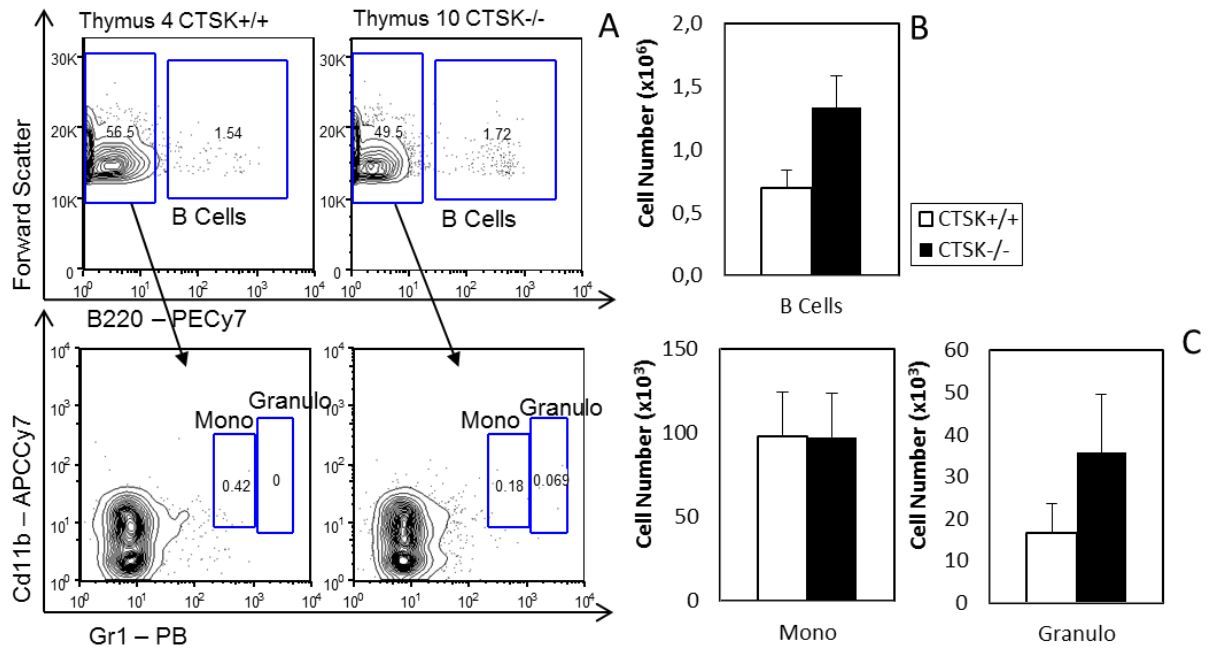 Thymus 4 CTSK+/+
Thymus 10 CTSK-/-
A
Forward Scatter
30K
20K
10K
0
56.5
1.54
B Cells
10⁰ 10¹ 10² 10³ 10⁴
30K
20K
10K
0
49.5
1.72
B Cells
10⁰ 10¹ 10² 10³ 10⁴
B220 – PECy7
Cd11b – APCCy7
10⁴
10³
10²
10¹
10⁰
Mono
Granulo
0.42
0
10⁰ 10¹ 10² 10³ 10⁴
10⁴
10³
10²
10¹
10⁰
Mono
Granulo
0.18
0.069
10⁰ 10¹ 10² 10³ 10⁴
Gr1 – PB
B
Cell Number (x10⁶)
2,0
1,5
1,0
0,5
0,0
B Cells
CTSK+/+
CTSK-/-
C
Cell Number (x10³)
150
100
50
0
Mono
Cell Number (x10³)
60
50
40
30
20
10
0
Granulo